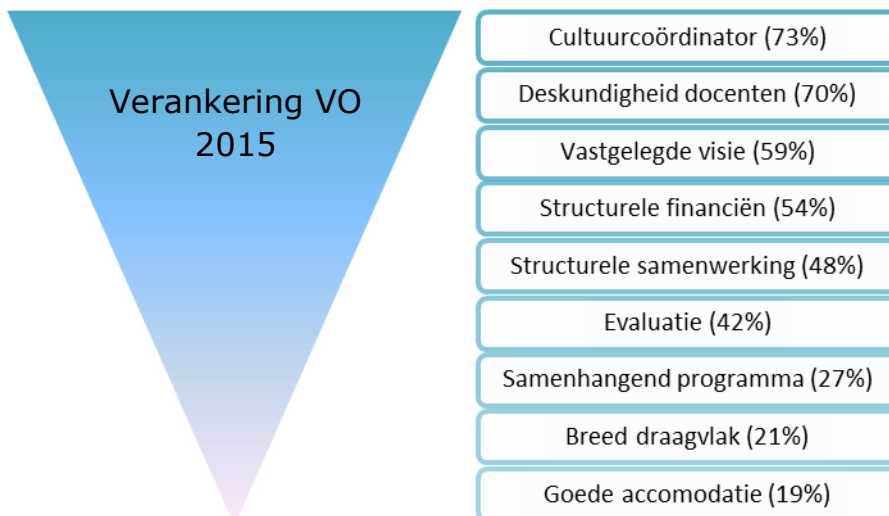 Verankering VO
2015
Cultuurcoördinator (73%)
Deskundigheid docenten (70%)
Vastgelegde visie (59%)
Structurele financiën (54%)
Structurele samenwerking (48%)
Evaluatie (42%)
Samenhangend programma (27%)
Breed draagvlak (21%)
Goede accomodatie (19%)